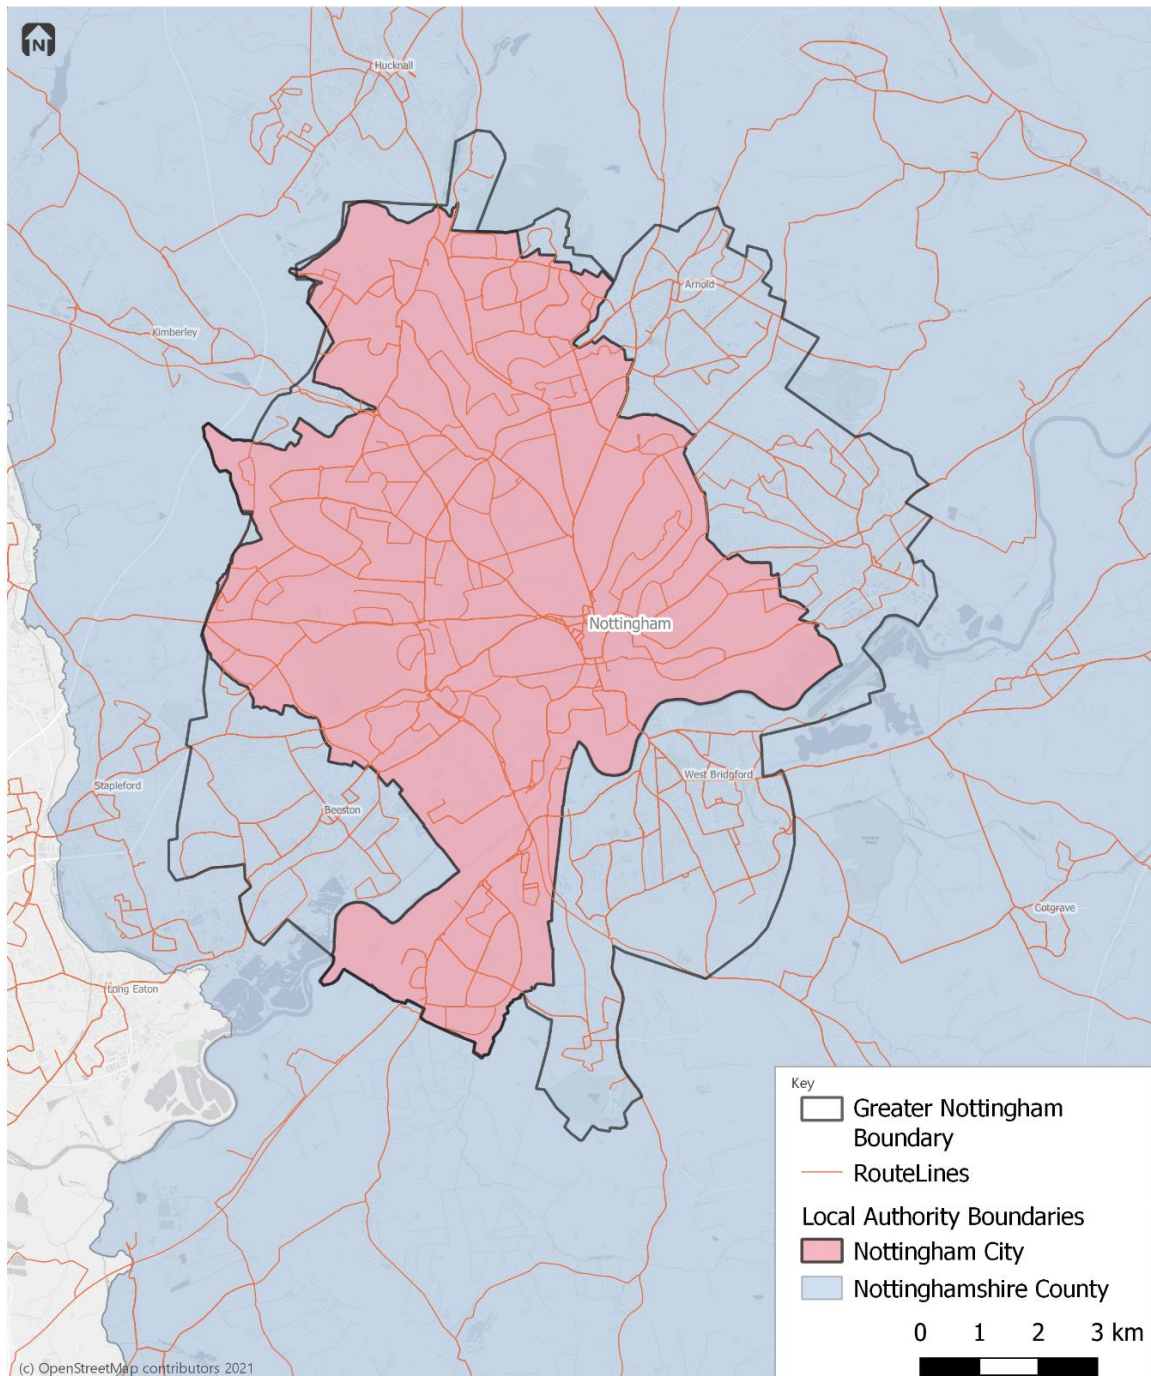 N
Hucknall
Arnold
Kimberley
Nottingham
Stapleford
West Bridgford
Beeston
Cotgrave
Long Eaton
Key
Greater Nottingham
Boundary
RouteLines
Local Authority Boundaries
Nottingham City
Nottinghamshire County
0 1 2 3 km
(c) OpenStreetMap contributors 2021